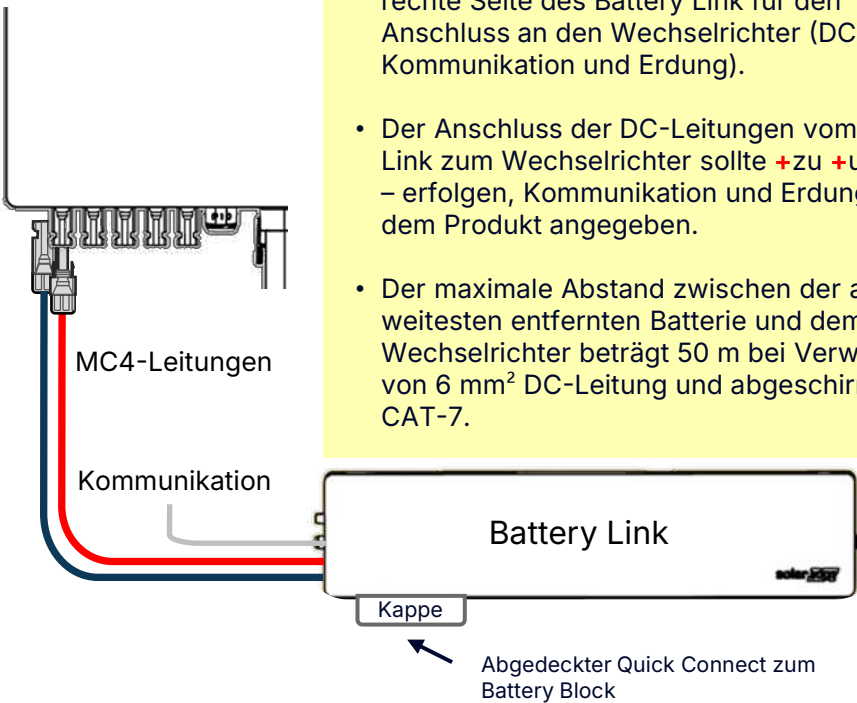 rechte Seite des Battery Link für den
Anschluss an den Wechselrichter (DC
Kommunikation und Erdung).
• Der Anschluss der DC-Leitungen vom
Link zum Wechselrichter sollte +zu +u
– erfolgen, Kommunikation und Erdung
dem Produkt angegeben.
• Der maximale Abstand zwischen der a
weitesten entfernten Batterie und dem
Wechselrichter beträgt 50 m bei Verw
von 6 mm² DC-Leitung und abgeschirm
CAT-7.
MC4-Leitungen
Kommunikation
Battery Link
solaredge
Kappe
Abgedeckter Quick Connect zum
Battery Block